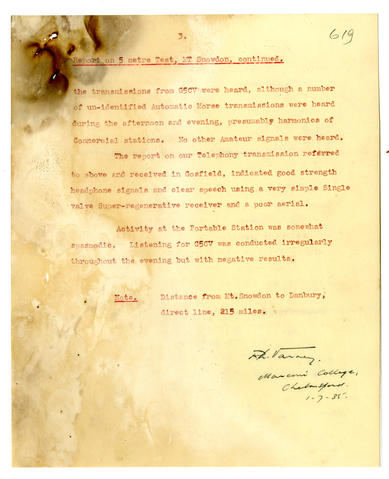 3.
619
Report on 5 metre Test, MT Snowdon, continued.
the transmissions from G5CV were heard, although a number
of un-identified Automatic Morse transmissions were heard
during the afternoon and evening, presumably harmonics of
Commercial stations. No other Amateur signals were heard.
The report on our Telephony transmission referred
to above and received in Gosfield, indicated good strength
headphone signals and clear speech using a very simple Single
valve Super-regenerative receiver and a poor aerial.
Activity at the Portable Station was somewhat
spasmodic. Listening for G5CV was conducted irregularly
throughout the evening but with negative results.
Note. Distance from Mt.Snowdon to Danbury,
direct line, 215 miles.
Varney.
Marconi College,
Chelmsford.
1-7-35.